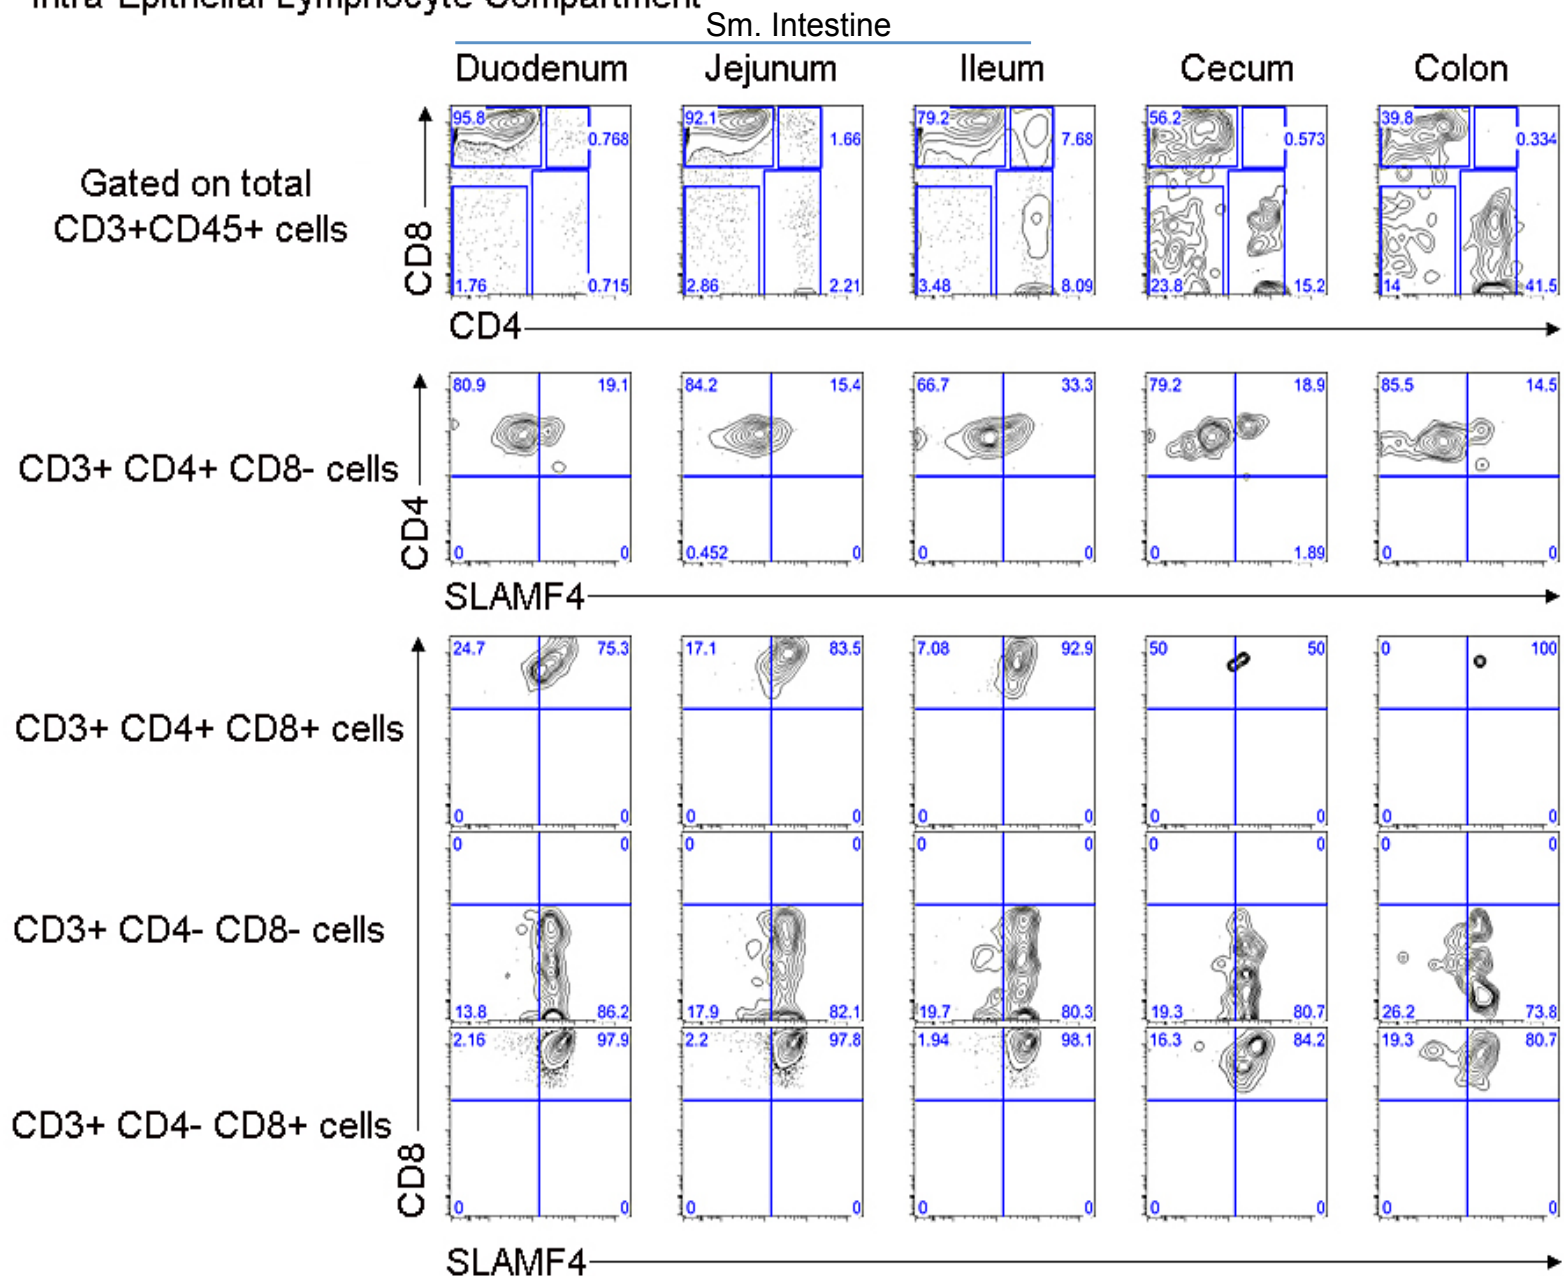 Intra-Epithelial Lymphocyte Compartment
Sm. Intestine
Duodenum Jejunum Ileum Cecum Colon
Gated on total
CD3+CD45+ cells
CD8
95.8 0.768 92.1 1.66 79.2 7.68 56.2 0.573 39.8 0.334
1.76 0.715 2.86 2.21 3.48 8.09 23.8 15.2 14 41.5
CD4
CD3+ CD4+ CD8- cells
CD4
80.9 19.1 84.2 15.4 66.7 33.3 79.2 18.9 85.5 14.5
0 0 0.452 0 0 0 0 1.89 0 0
SLAMF4
CD3+ CD4+ CD8+ cells
24.7 75.3 17.1 83.5 7.08 92.9 50 50 0 100
0 0 0 0 0 0 0 0 0 0
CD3+ CD4- CD8- cells
0 0 0 0 0 0 0 0 0 0
13.8 86.2 17.9 82.1 19.7 80.3 19.3 80.7 26.2 73.8
CD3+ CD4- CD8+ cells
2.16 97.9 2.2 97.8 1.94 98.1 16.3 84.2 19.3 80.7
0 0 0 0 0 0 0 0 0 0
CD8
SLAMF4